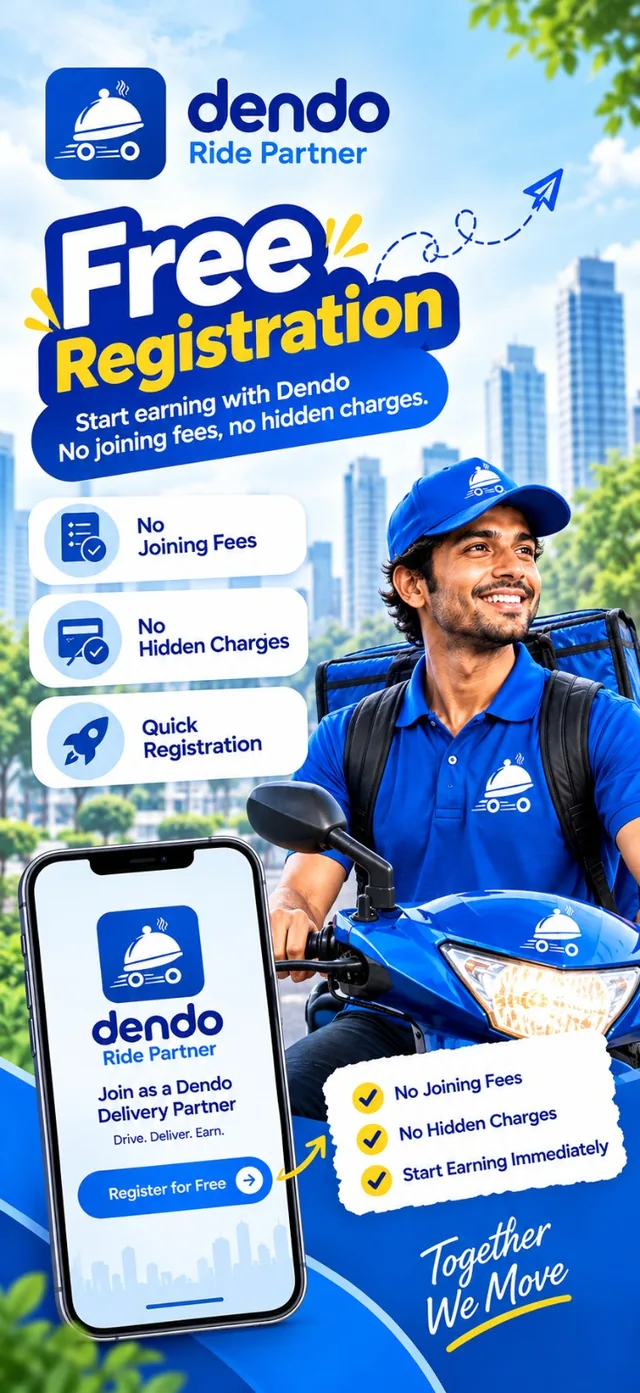 dendo
Ride Partner
Free
Registration
Start earning with Dendo
No joining fees, no hidden charges.
No
Joining Fees
No
Hidden Charges
Quick
Registration
dendo
Ride Partner
Join as a Dendo
Delivery Partner
Drive. Deliver. Earn.
Register for Free
No Joining Fees
No Hidden Charges
Start Earning Immediately
Together
We Move